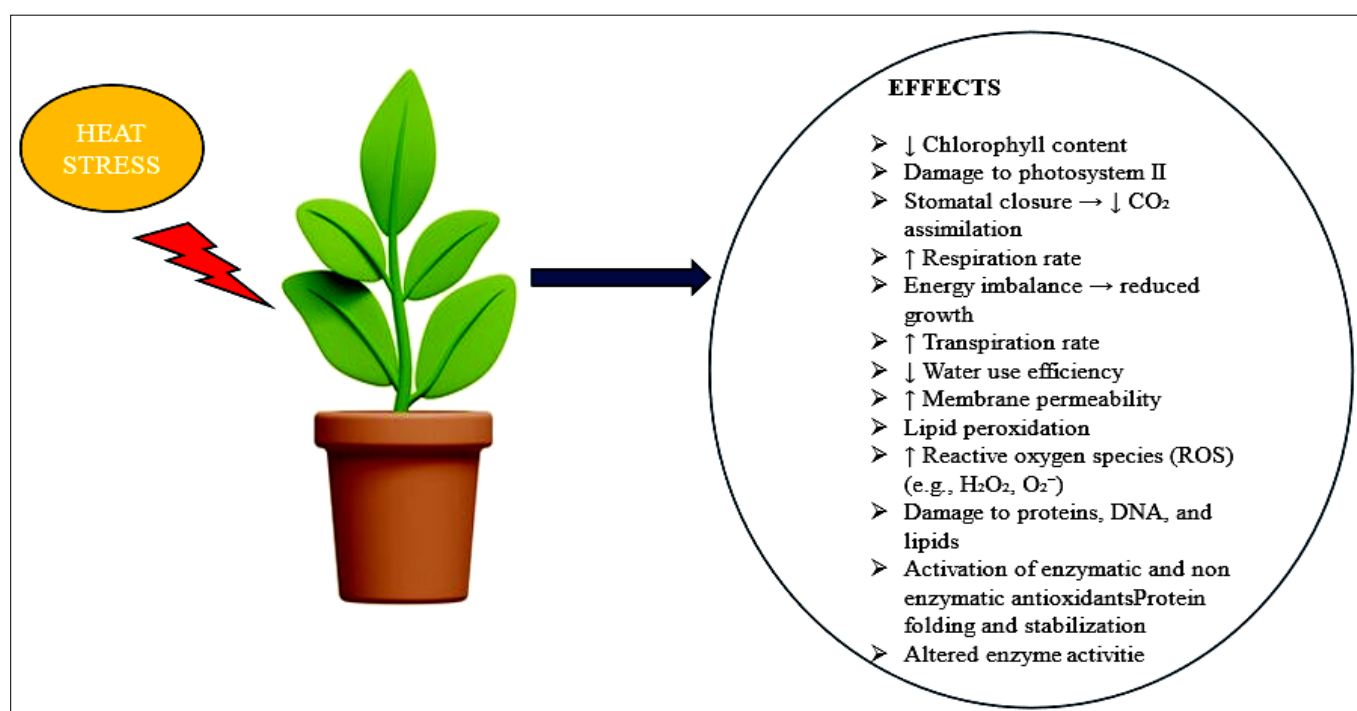 HEAT
STRESS
EFFECTS
➤ ↓ Chlorophyll content
➤ Damage to photosystem II
➤ Stomatal closure → ↓ CO₂
assimilation
➤ ↑ Respiration rate
➤ Energy imbalance → reduced
growth
➤ ↑ Transpiration rate
➤ ↓ Water use efficiency
➤ ↑ Membrane permeability
➤ Lipid peroxidation
➤ ↑ Reactive oxygen species (ROS)
(e.g., H₂O₂, O₂⁻)
➤ Damage to proteins, DNA, and
lipids
➤ Activation of enzymatic and non
enzymatic antioxidantsProtein
folding and stabilization
➤ Altered enzyme activitie